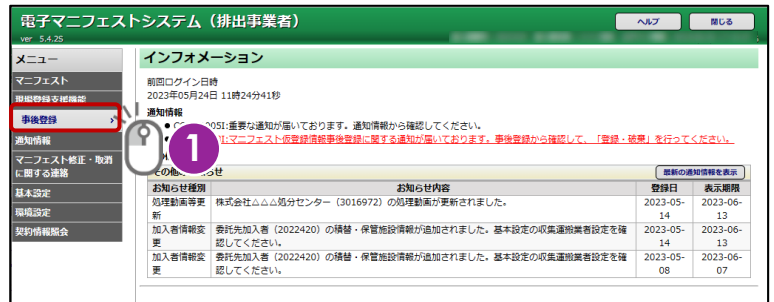 電子マニフェストシステム（排出事業者）
ver 5.4.25
ヘルプ
閉じる
メニュー
マニフェスト
現場登録支援機能
事後登録
通知情報
マニフェスト修正・取消
に関する連絡
基本設定
環境設定
契約情報照会
インフォメーション
前回ログイン日時
2023年05月24日 11時24分41秒
通知情報
005I:重要な通知が届いております。通知情報から確認してください。
I:マニフェスト仮登録情報事後登録に関する通知が届いております。事後登録から確認して、「登録・破棄」を行ってください。
1
その他 らせ
最新の通知情報を表示
お知らせ種別 お知らせ内容 登録日 表示期限
処理動画等更新 株式会社△△△処分センター（3016972）の処理動画が更新されました。 2023-05-14 2023-06-13
加入者情報変更 委託先加入者（2022420）の積替・保管施設情報が追加されました。基本設定の収集運搬業者設定を確認してください。 2023-05-14 2023-06-13
加入者情報変更 委託先加入者（2022420）の積替・保管施設情報が追加されました。基本設定の収集運搬業者設定を確認してください。 2023-05-08 2023-06-07